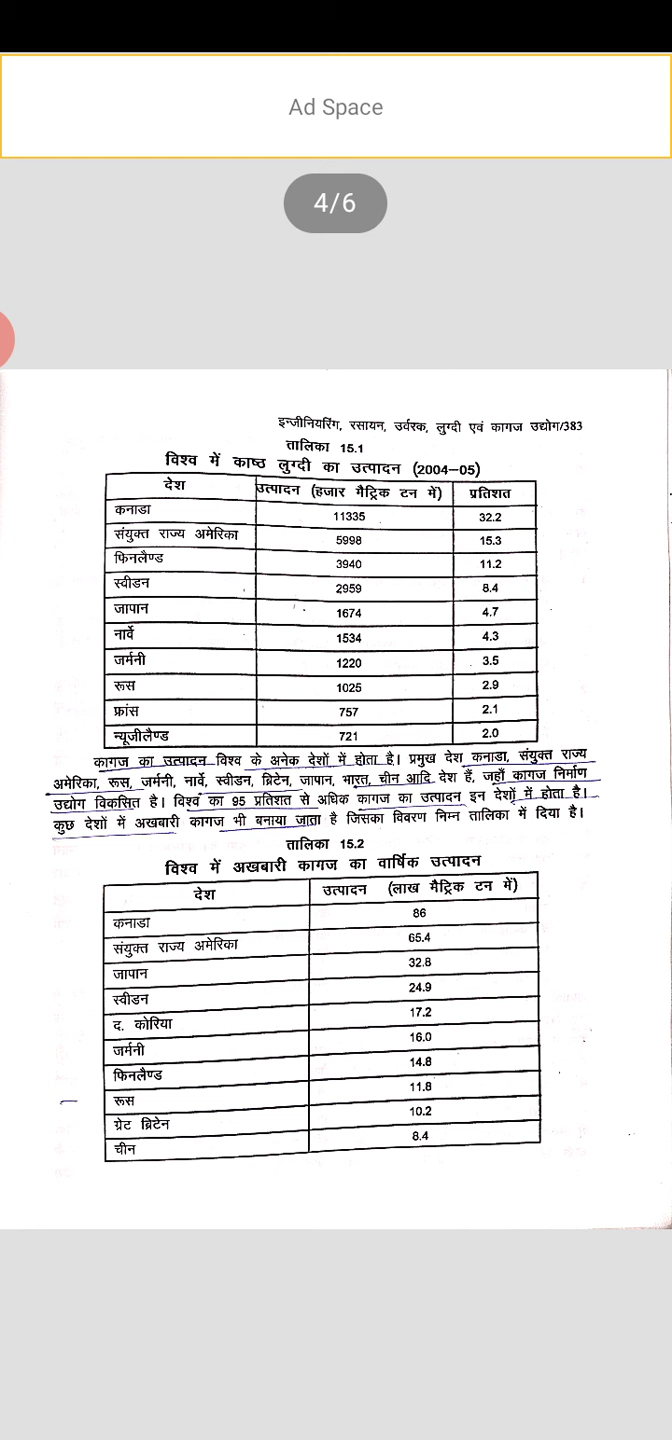 Ad Space
4/6
इन्जीनियरिंग, रसायन, उर्वरक, लुग्दी एवं कागज उद्योग/383
तालिका 15.1
विश्व में काष्ठ लुग्दी का उत्पादन (2004–05)
देश उत्पादन (हजार मैट्रिक टन में) प्रतिशत
कनाडा 11335 32.2
संयुक्त राज्य अमेरिका 5998 15.3
फिनलैण्ड 3940 11.2
स्वीडन 2959 8.4
जापान 1674 4.7
नार्वे 1534 4.3
जर्मनी 1220 3.5
रूस 1025 2.9
फ्रांस 757 2.1
न्यूजीलैण्ड 721 2.0
कागज का उत्पादन विश्व के अनेक देशों में होता है। प्रमुख देश कनाडा, संयुक्त राज्य
अमेरिका, रूस, जर्मनी, नार्वे, स्वीडन, ब्रिटेन, जापान, भारत, चीन आदि देश हैं, जहाँ कागज निर्माण
उद्योग विकसित है। विश्व का 95 प्रतिशत से अधिक कागज का उत्पादन इन देशों में होता है।
कुछ देशों में अखबारी कागज भी बनाया जाता है जिसका विबरण निम्न तालिका में दिया है।
तालिका 15.2
विश्व में अखबारी कागज का वार्षिक उत्पादन
देश उत्पादन (लाख मैट्रिक टन में)
कनाडा 86
संयुक्त राज्य अमेरिका 65.4
जापान 32.8
स्वीडन 24.9
द. कोरिया 17.2
जर्मनी 16.0
फिनलैण्ड 14.8
रूस 11.8
ग्रेट ब्रिटेन 10.2
चीन 8.4